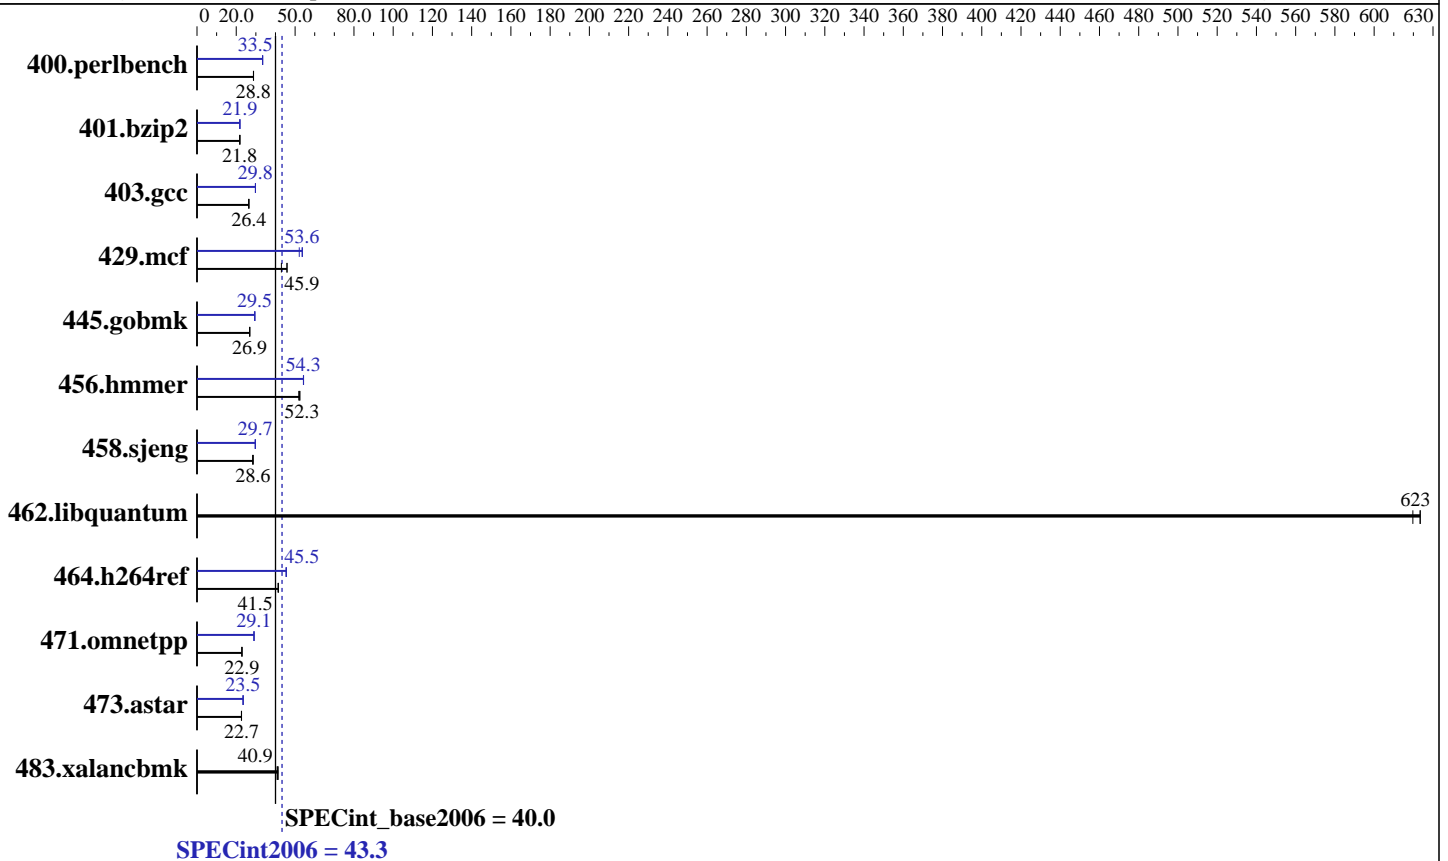 0 20.0 50.0 80.0 100 120 140 160 180 200 220 240 260 280 300 320 340 360 380 400 420 440 460 480 500 520 540 560 580 600 630
33.5
400.perlbench
28.8
21.9
401.bzip2
21.8
29.8
403.gcc
26.4
53.6
429.mcf
45.9
29.5
445.gobmk
26.9
54.3
456.hmmer
52.3
29.7
458.sjeng
28.6
623
462.libquantum
45.5
464.h264ref
41.5
29.1
471.omnetpp
22.9
23.5
473.astar
22.7
40.9
483.xalancbmk
SPECint_base2006 = 40.0
SPECint2006 = 43.3